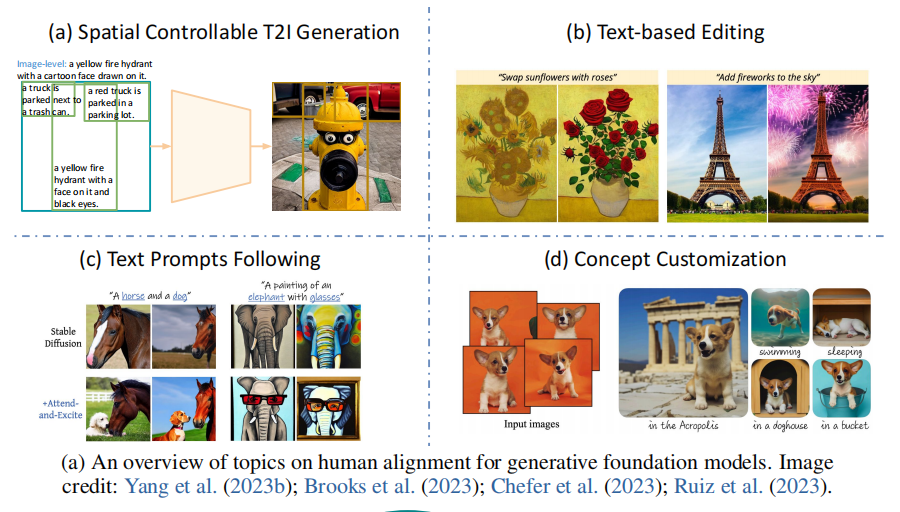 (a) Spatial Controllable T2I Generation
Image-level: a yellow fire hydrant
with a cartoon face drawn on it.
a truck is
parked next to
a trash can.
a red truck is
parked in a
parking lot.
a yellow fire
hydrant with a
face on it and
black eyes.
(b) Text-based Editing
"Swap sunflowers with roses"
"Add fireworks to the sky"
(c) Text Prompts Following
"A horse and a dog"
"A painting of an
elephant with glasses"
Stable
Diffusion
+Attend-
and-Excite
(d) Concept Customization
Input images
in the Acropolis
swimming
sleeping
in a doghouse
in a bucket
(a) An overview of topics on human alignment for generative foundation models. Image
credit: Yang et al. (2023b); Brooks et al. (2023); Chefer et al. (2023); Ruiz et al. (2023).